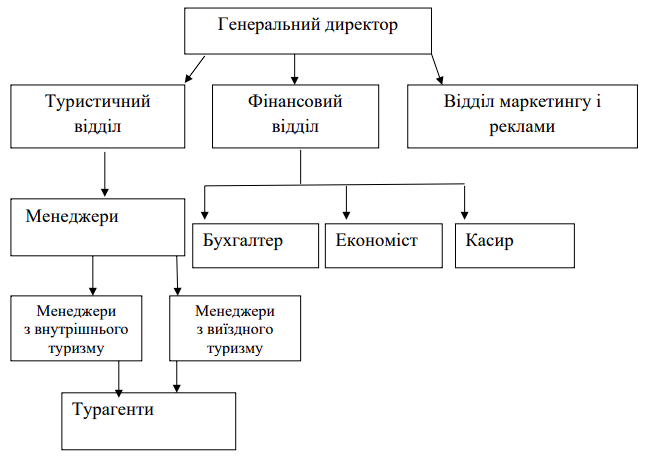 Генеральний директор
Туристичний
відділ
Фінансовий
відділ
Відділ маркетингу і
реклами
Менеджери
Бухгалтер
Економіст
Касир
Менеджери
з внутрішнього
туризму
Менеджери
з виїздного
туризму
Турагенти